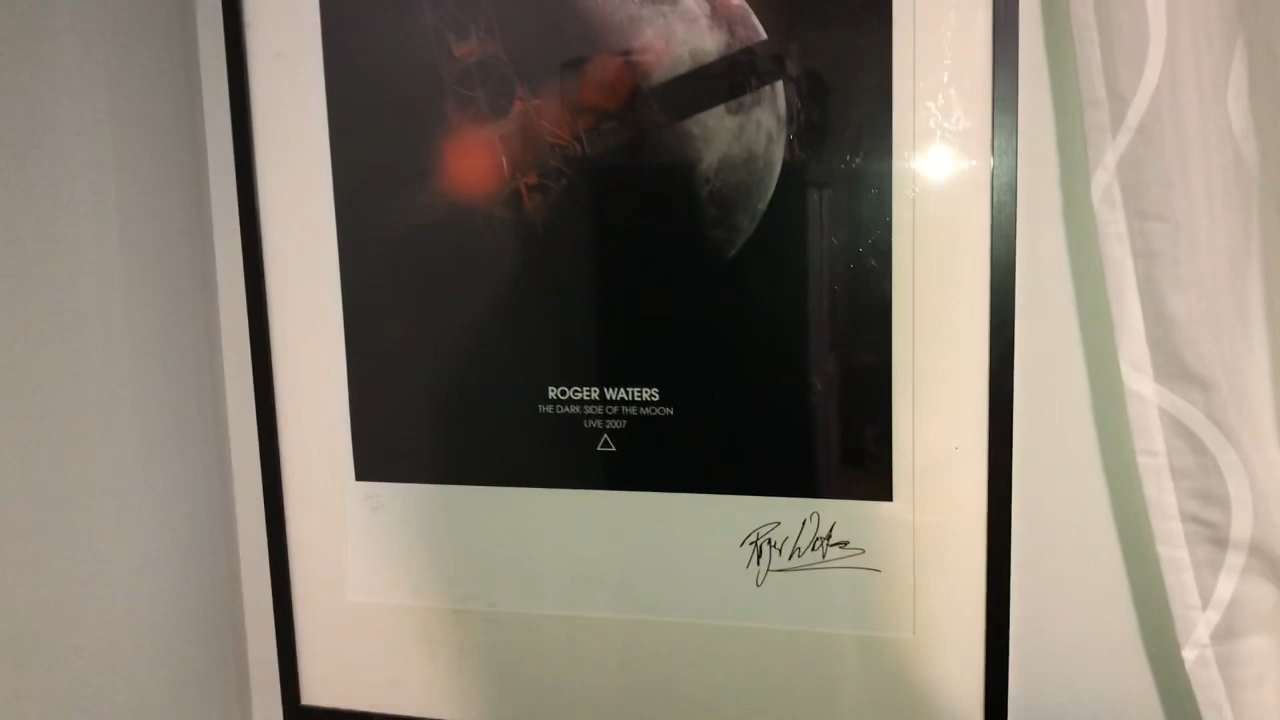 ROGER WATERS
THE DARK SIDE OF THE MOON
LIVE 2007
Roger Waters